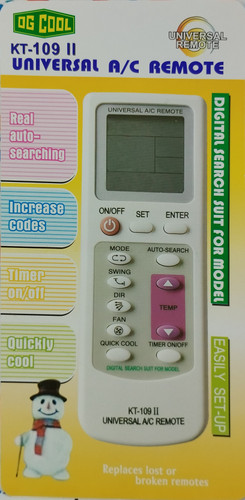 OG COOL
KT-109 II
UNIVERSAL A/C REMOTE
UNIVERSAL
REMOTE
Real
auto-
searching
Increase
codes
Timer
on/off
Quickly
cool
UNIVERSAL A/C REMOTE
ON/OFF
SET
ENTER
MODE
AUTO-SEARCH
SWING
DIR
TEMP
FAN
QUICK COOL
TIMER ON/OFF
DIGITAL SEARCH SUIT FOR MODEL
KT-109 II
UNIVERSAL A/C REMOTE
DIGITAL SEARCH SUIT FOR MODEL
EASILY SET-UP
Replaces lost or
broken remotes